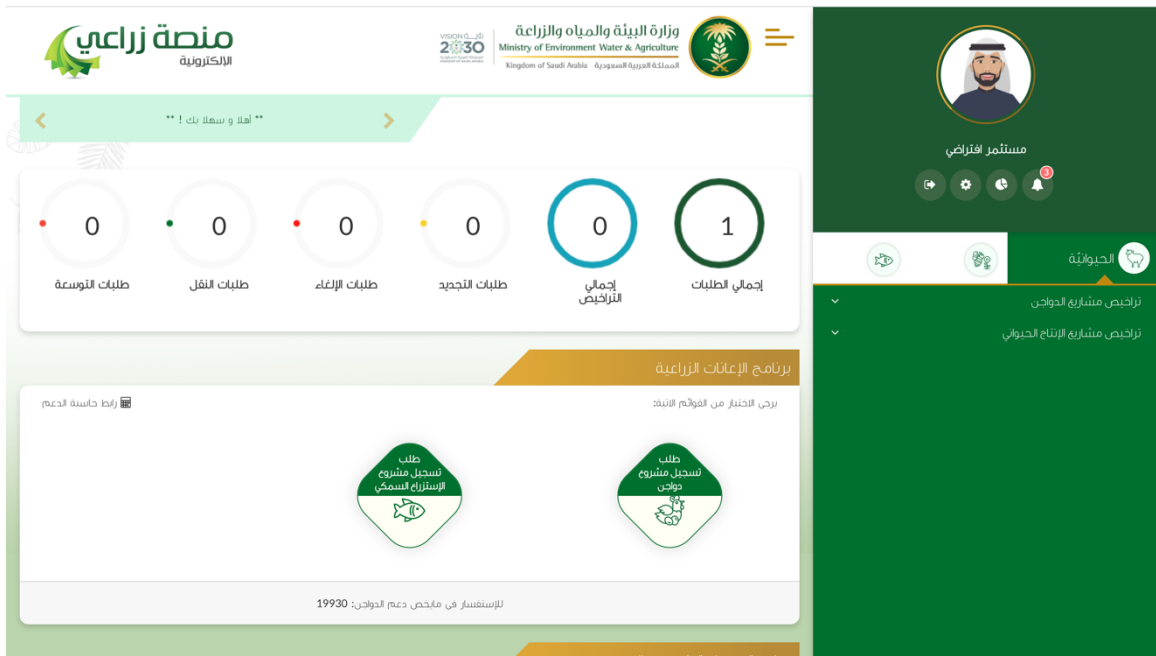 منصة زراعي
الإلكترونية
VISION رؤيـــة
2030
وزارة البيئة والمياه والزراعة
Ministry of Environment Water & Agriculture
Kingdom of Saudi Arabia المملكة العربية السعودية
** أهلا و سهلا بك ! **
مستثمر افتراضي
3
الحيوانيّة
تراخيص مشاريع الدواجن
تراخيص مشاريع الإنتاج الحيواني
1
إجمالي الطلبات
0
إجمالي
التراخيص
0
طلبات التجديد
0
طلبات الإلغاء
0
طلبات النقل
0
طلبات التوسعة
برنامج الإعانات الزراعية
يرجى الاختيار من القوائم الاتية:
رابط حاسبة الدعم
طلب
تسجيل مشروع
دواجن
طلب
تسجيل مشروع
الإستزراع السمكي
للإستفسار في مايخص دعم الدواجن: 19930